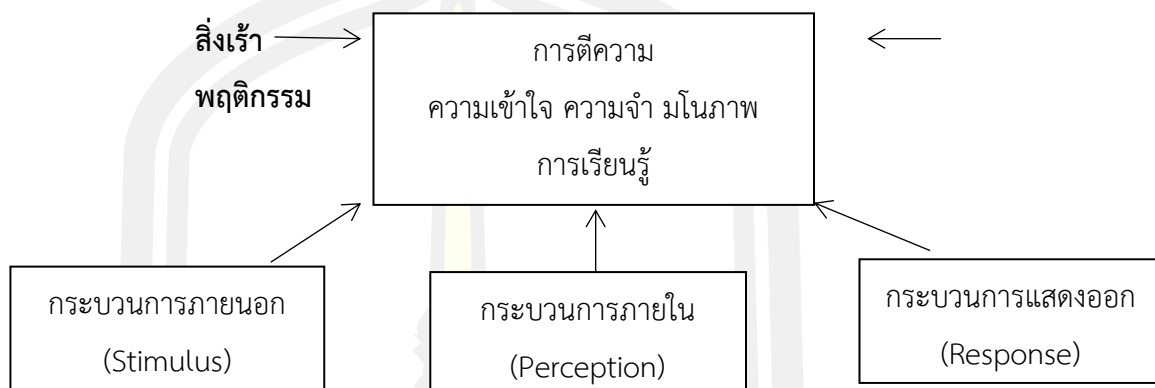 สิ่งเร้า
พฤติกรรม
การตีความ
ความเข้าใจ ความจำ มโนภาพ
การเรียนรู้
กระบวนการภายนอก
(Stimulus)
กระบวนการภายใน
(Perception)
กระบวนการแสดงออก
(Response)